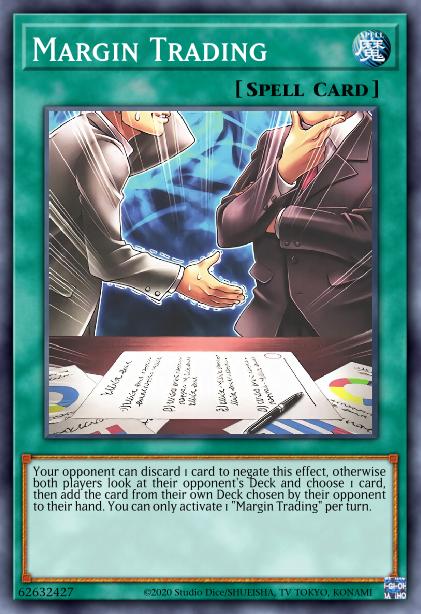 MARGIN TRADING
SPELL
魔
[ SPELL CARD ]
Your opponent can discard 1 card to negate this effect, otherwise
both players look at their opponent's Deck and choose 1 card,
then add the card from their own Deck chosen by their opponent
to their hand. You can only activate 1 "Margin Trading" per turn.
62632427
©2020 Studio Dice/SHUEISHA, TV TOKYO, KONAMI